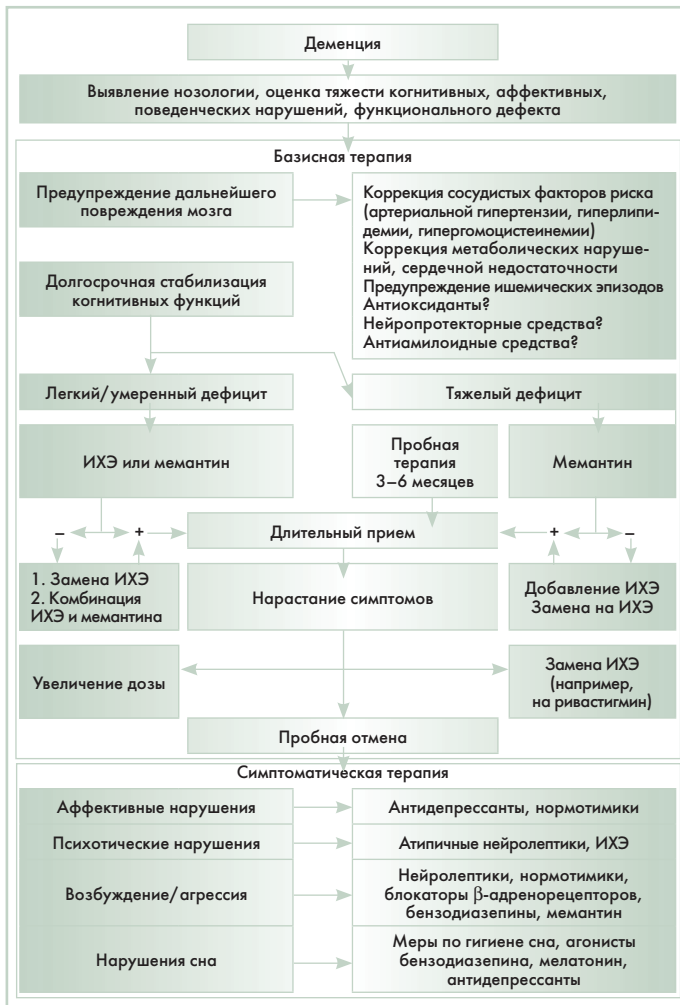 Деменция
Выявление нозологии, оценка тяжести когнитивных, аффективных,
поведенческих нарушений, функционального дефекта
Базисная терапия
Предупреждение дальнейшего
повреждения мозга
Коррекция сосудистых факторов риска
(артериальной гипертензии, гиперлипи-
демии, гипергомоцистеинемии)
Коррекция метаболических наруше-
ний, сердечной недостаточности
Предупреждение ишемических эпизодов
Антиоксиданты?
Нейропротекторные средства?
Антиамилоидные средства?
Долгосрочная стабилизация
когнитивных функций
Легкий/умеренный дефицит
Тяжелый дефицит
ИХЭ или мемантин
Пробная
терапия
3–6 месяцев
Мемантин
–
+
Длительный прием
+
–
1. Замена ИХЭ
2. Комбинация
ИХЭ и мемантина
Нарастание симптомов
Добавление ИХЭ
Замена на ИХЭ
Увеличение дозы
Замена ИХЭ
(например,
на ривастигмин)
Пробная отмена
Симптоматическая терапия
Аффективные нарушения
Антидепрессанты, нормотимики
Психотические нарушения
Атипичные нейролептики, ИХЭ
Возбуждение/агрессия
Нейролептики, нормотимики,
блокаторы β-адренорецепторов,
бензодиазепины, мемантин
Нарушения сна
Меры по гигиене сна, агонисты
бензодиазепина, мелатонин,
антидепрессанты